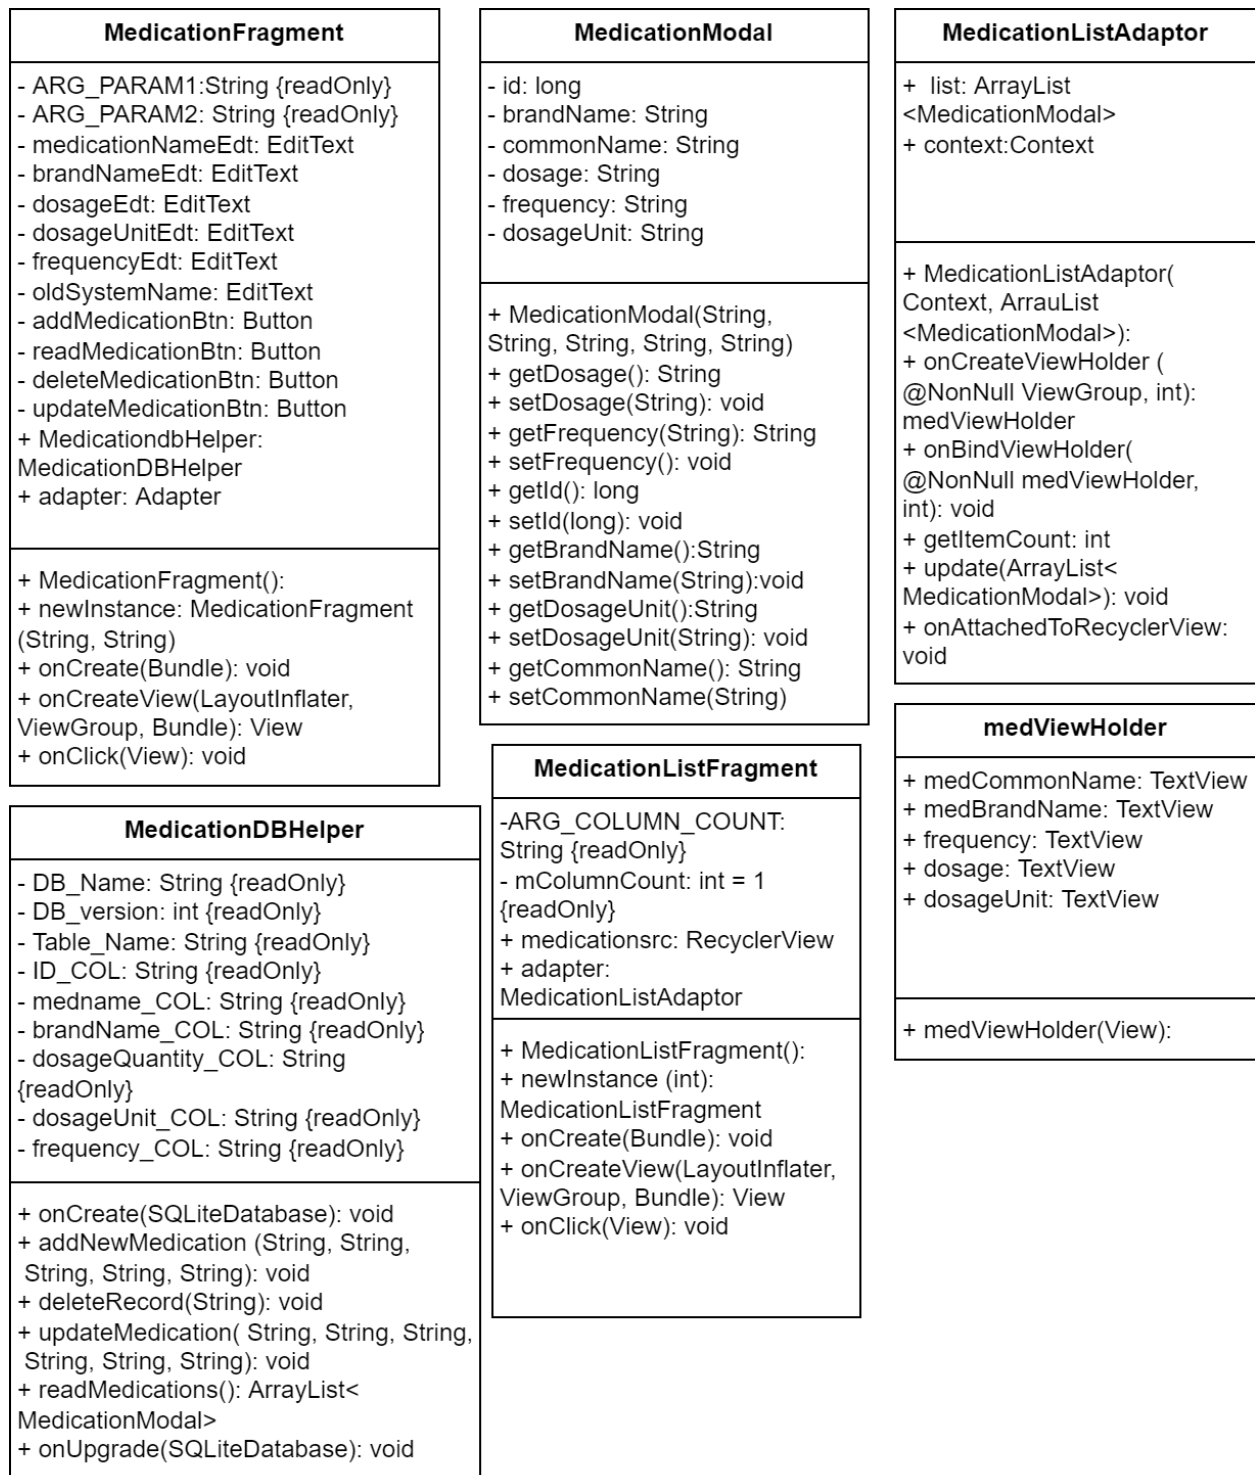 MedicationFragment
- ARG_PARAM1:String {readOnly}
- ARG_PARAM2: String {readOnly}
- medicationNameEdt: EditText
- brandNameEdt: EditText
- dosageEdt: EditText
- dosageUnitEdt: EditText
- frequencyEdt: EditText
- oldSystemName: EditText
- addMedicationBtn: Button
- readMedicationBtn: Button
- deleteMedicationBtn: Button
- updateMedicationBtn: Button
+ MedicationdbHelper:
MedicationDBHelper
+ adapter: Adapter
+ MedicationFragment():
+ newInstance: MedicationFragment
(String, String)
+ onCreate(Bundle): void
+ onCreateView(LayoutInflater,
ViewGroup, Bundle): View
+ onClick(View): void
MedicationModal
- id: long
- brandName: String
- commonName: String
- dosage: String
- frequency: String
- dosageUnit: String
+ MedicationModal(String,
String, String, String, String)
+ getDosage(): String
+ setDosage(String): void
+ getFrequency(String): String
+ setFrequency(): void
+ getId(): long
+ setId(long): void
+ getBrandName():String
+ setBrandName(String):void
+ getDosageUnit():String
+ setDosageUnit(String): void
+ getCommonName(): String
+ setCommonName(String)
MedicationListAdaptor
+ list: ArrayList
<MedicationModal>
+ context:Context
+ MedicationListAdaptor(
Context, ArrauList
<MedicationModal>):
+ onCreateViewHolder (
@NonNull ViewGroup, int):
medViewHolder
+ onBindViewHolder(
@NonNull medViewHolder,
int): void
+ getItemCount: int
+ update(ArrayList<
MedicationModal>): void
+ onAttachedToRecyclerView:
void
MedicationDBHelper
- DB_Name: String {readOnly}
- DB_version: int {readOnly}
- Table_Name: String {readOnly}
- ID_COL: String {readOnly}
- medname_COL: String {readOnly}
- brandName_COL: String {readOnly}
- dosageQuantity_COL: String
{readOnly}
- dosageUnit_COL: String {readOnly}
- frequency_COL: String {readOnly}
+ onCreate(SQLiteDatabase): void
+ addNewMedication (String, String,
String, String, String): void
+ deleteRecord(String): void
+ updateMedication( String, String, String,
String, String, String): void
+ readMedications(): ArrayList<
MedicationModal>
+ onUpgrade(SQLiteDatabase): void
MedicationListFragment
-ARG_COLUMN_COUNT:
String {readOnly}
- mColumnCount: int = 1
{readOnly}
+ medicationsrc: RecyclerView
+ adapter:
MedicationListAdaptor
+ MedicationListFragment():
+ newInstance (int):
MedicationListFragment
+ onCreate(Bundle): void
+ onCreateView(LayoutInflater,
ViewGroup, Bundle): View
+ onClick(View): void
medViewHolder
+ medCommonName: TextView
+ medBrandName: TextView
+ frequency: TextView
+ dosage: TextView
+ dosageUnit: TextView
+ medViewHolder(View):